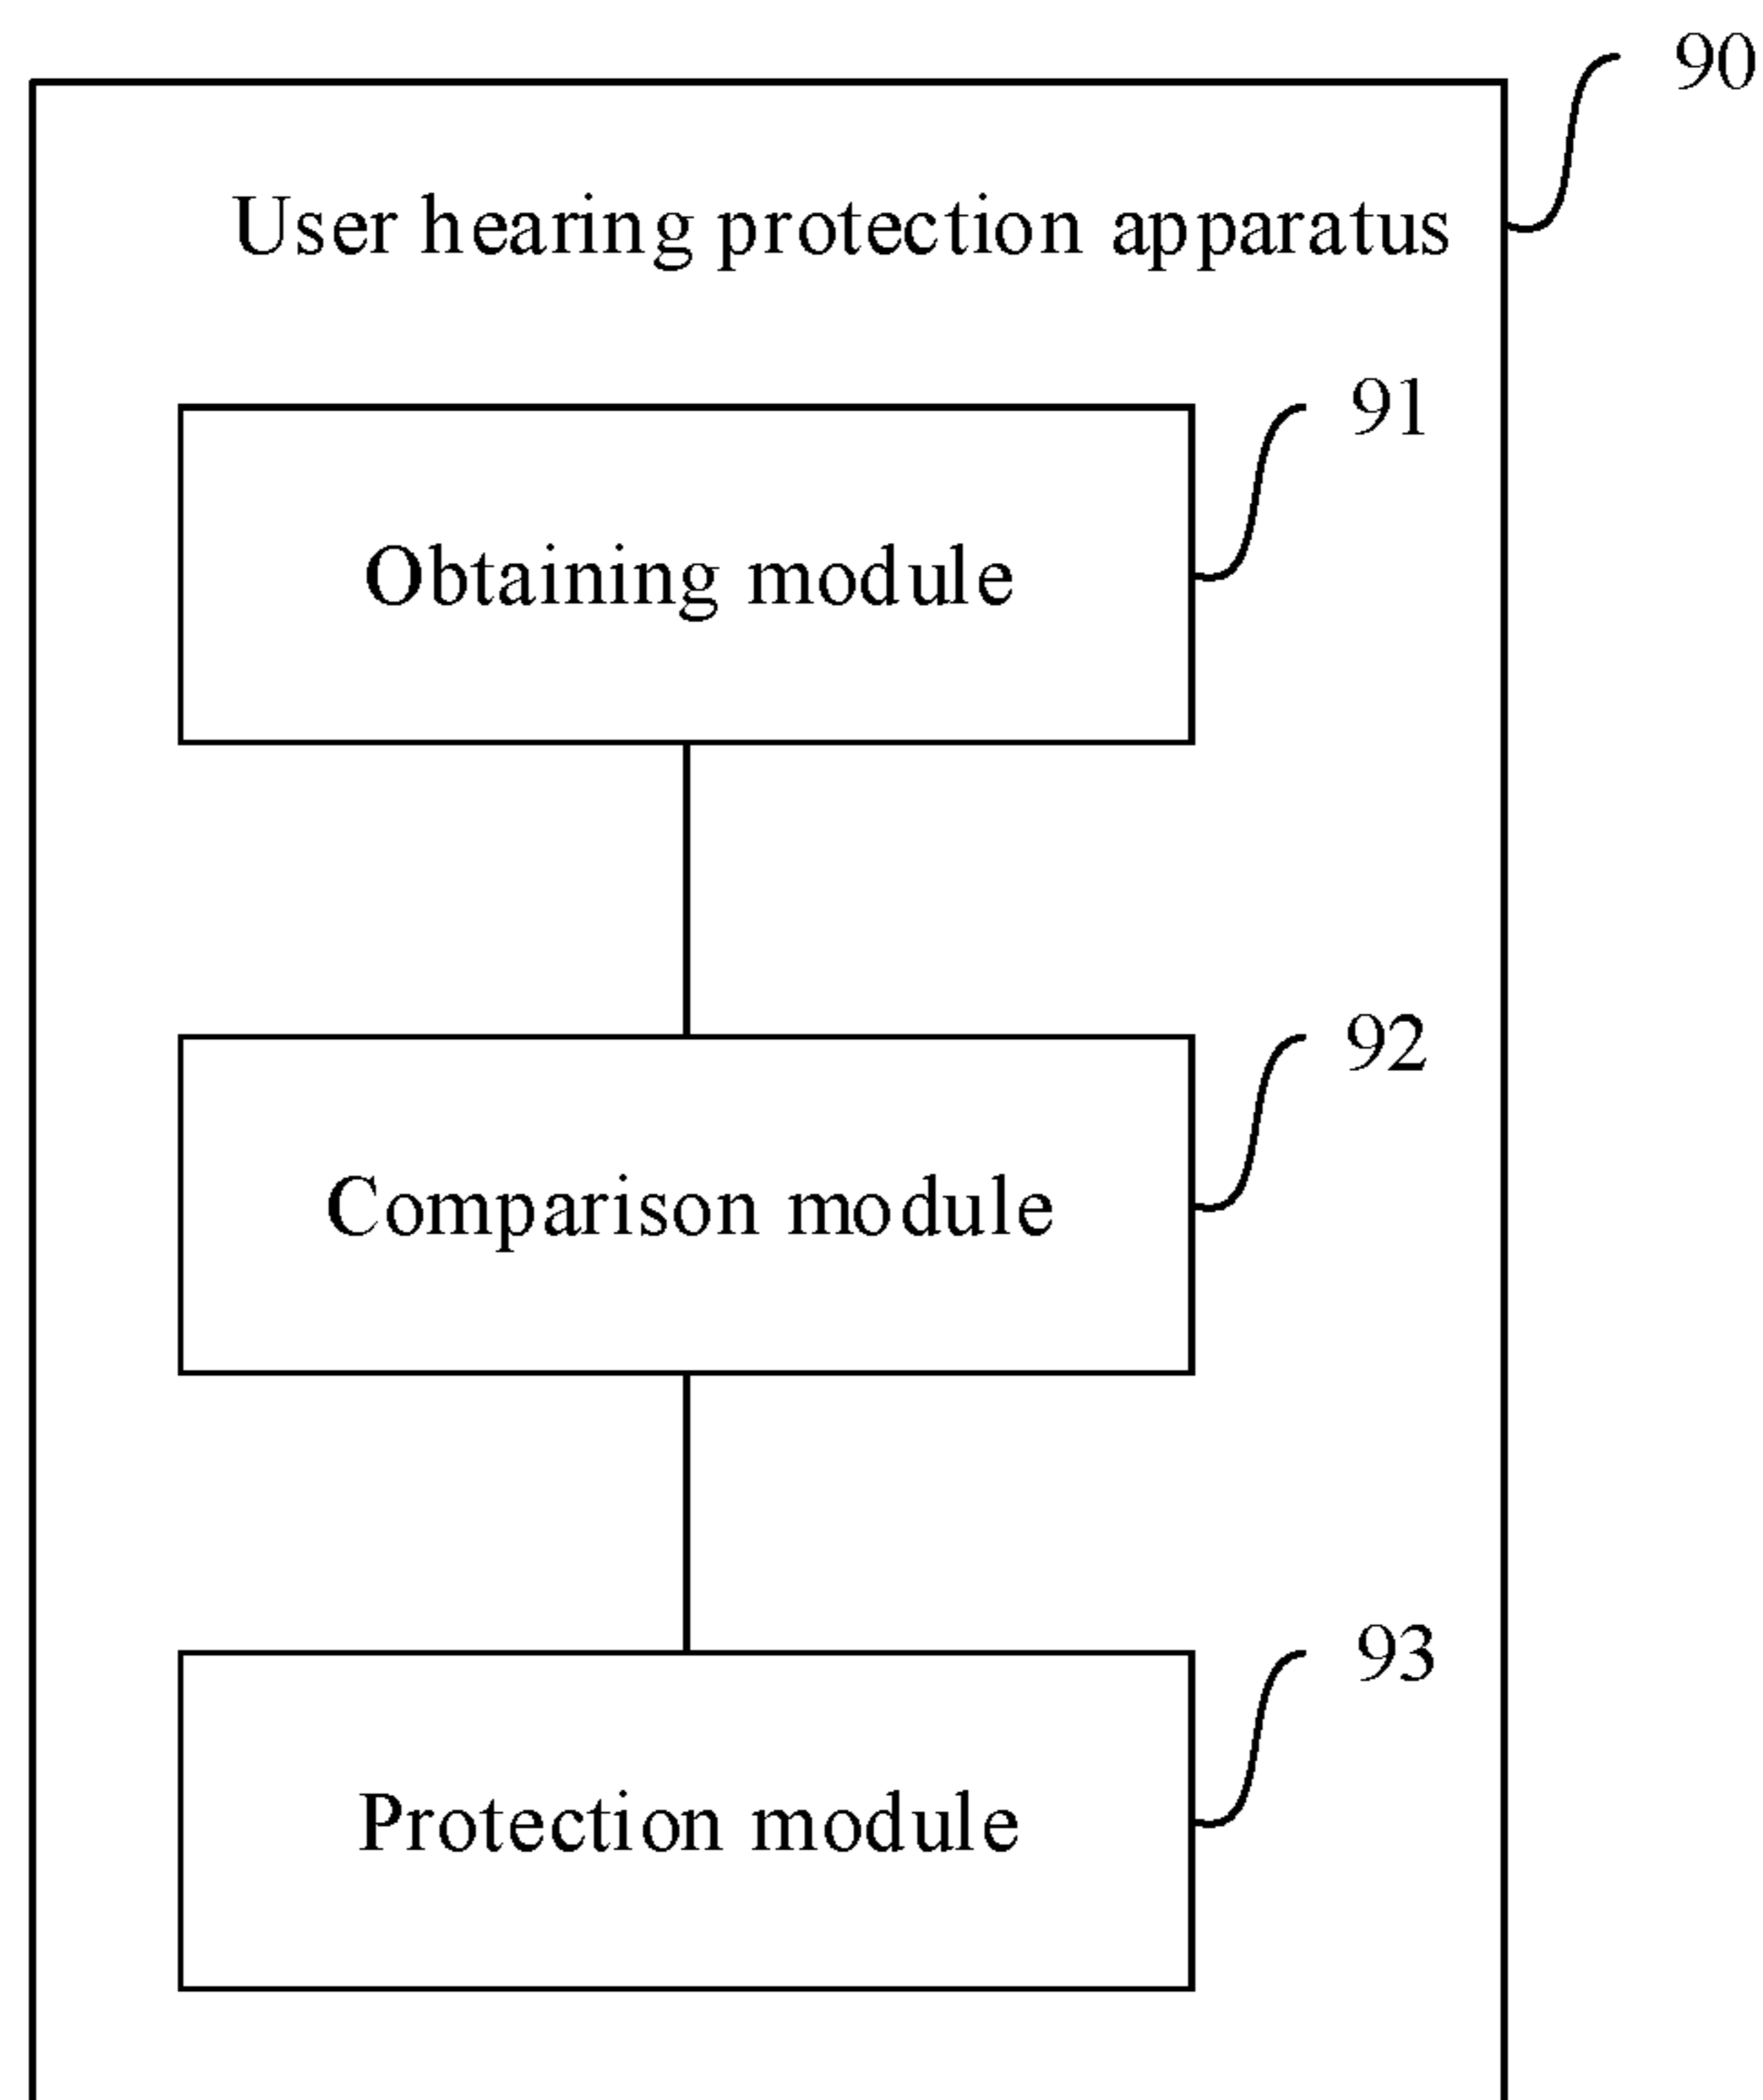 90
User hearing protection apparatus
91
Obtaining module
92
Comparison module
93
Protection module